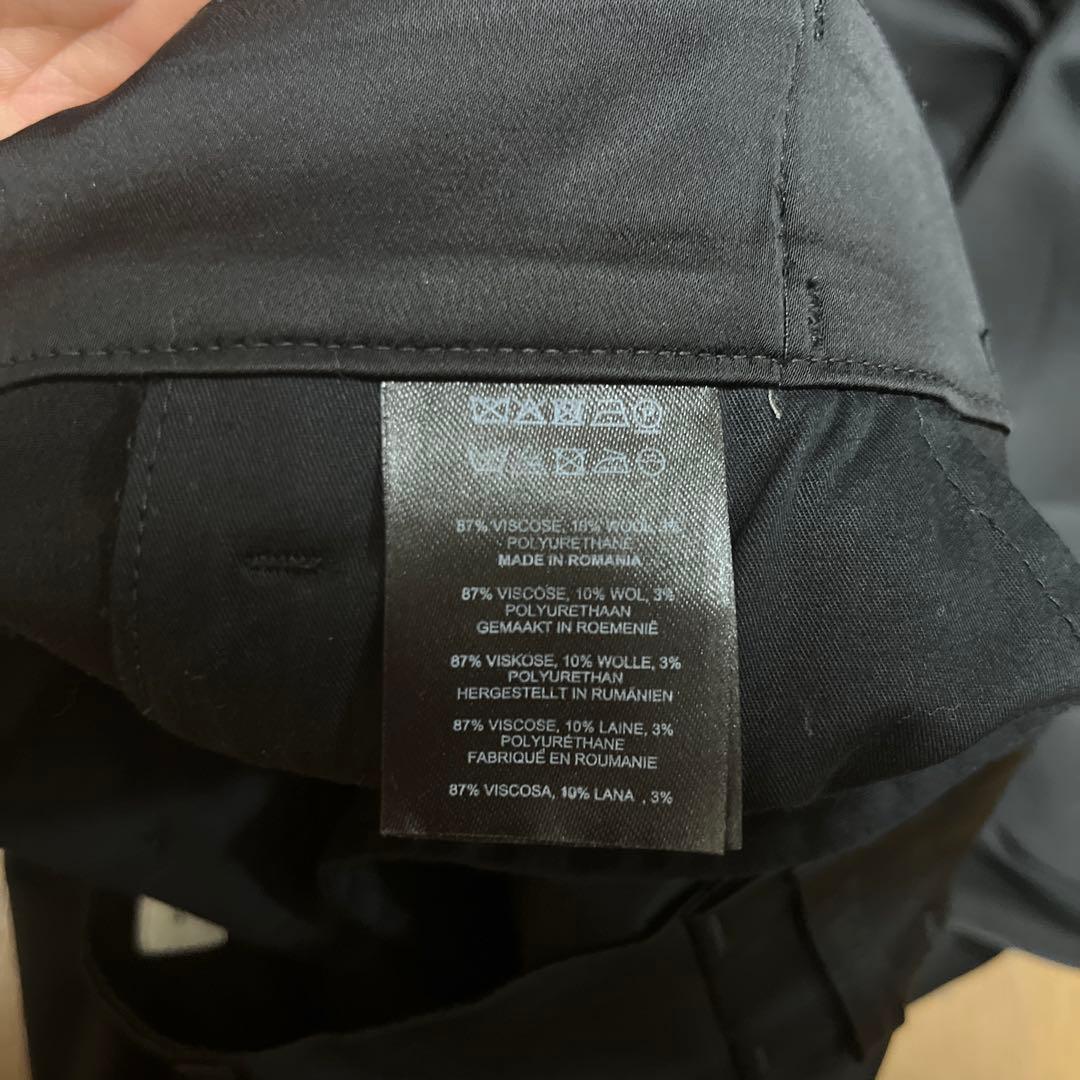 87% VISCOSE, 10% WOOL, 3%
POLYURETHANE
MADE IN ROMANIA
87% VISCOSE, 10% WOL, 3%
POLYURETHAAN
GEMAAKT IN ROEMENIË
87% VISKOSE, 10% WOLLE, 3%
POLYURETHAN
HERGESTELLT IN RUMÄNIEN
87% VISCOSE, 10% LAINE, 3%
POLYURÉTHANE
FABRIQUÉ EN ROUMANIE
87% VISCOSA, 10% LANA , 3%